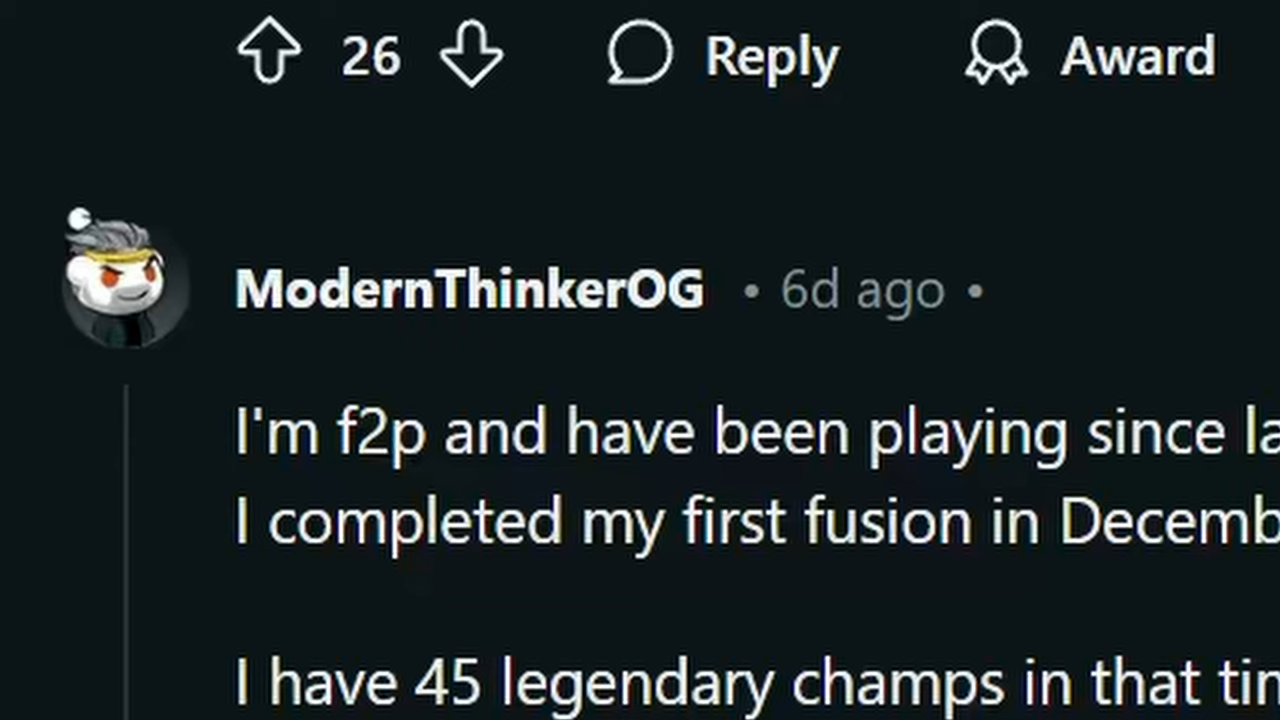 26 Reply Award
ModernThinkerOG • 6d ago •
I'm f2p and have been playing since
I completed my first fusion in
I have 45 legendary champs in that